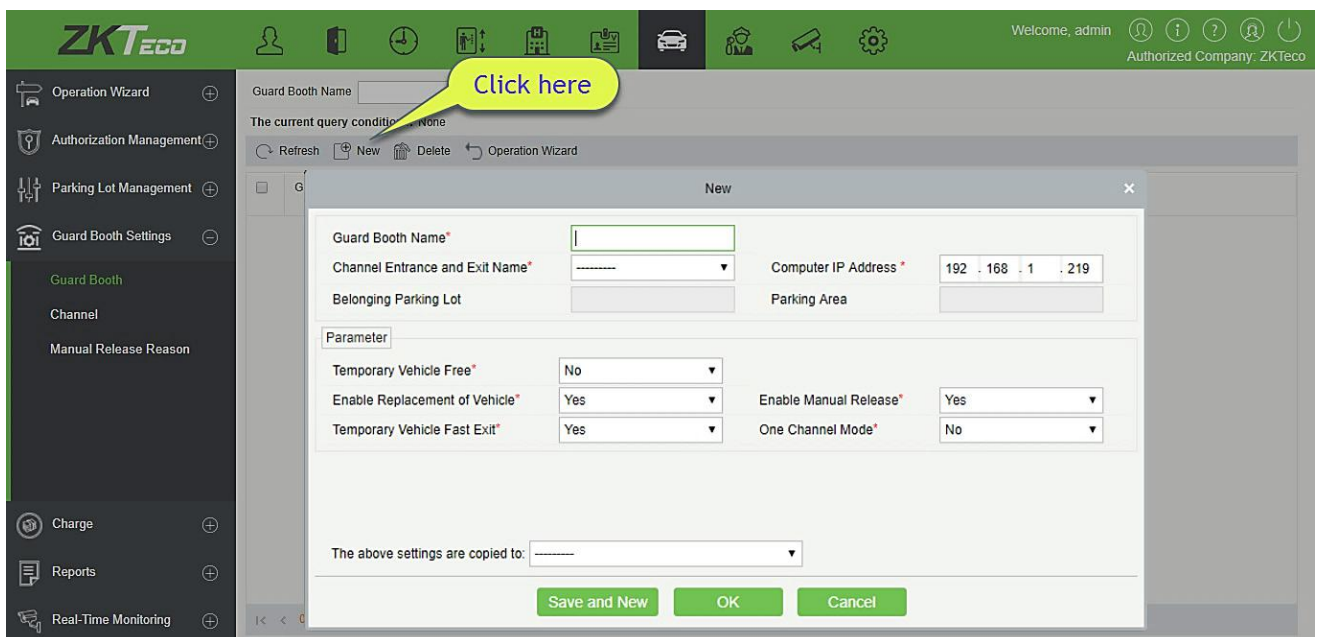 ZKTeco
Welcome, admin
Authorized Company: ZKTeco
Operation Wizard
Authorization Management
Parking Lot Management
Guard Booth Settings
Guard Booth
Channel
Manual Release Reason
Charge
Reports
Real-Time Monitoring
Guard Booth Name
Click here
The current query condition None
Refresh New Delete Operation Wizard
G
New
Guard Booth Name*
Channel Entrance and Exit Name* --------- Computer IP Address * 192 . 168 . 1 . 219
Belonging Parking Lot Parking Area
Parameter
Temporary Vehicle Free* No
Enable Replacement of Vehicle* Yes Enable Manual Release* Yes
Temporary Vehicle Fast Exit* Yes One Channel Mode* No
The above settings are copied to: ---------
Save and New OK Cancel